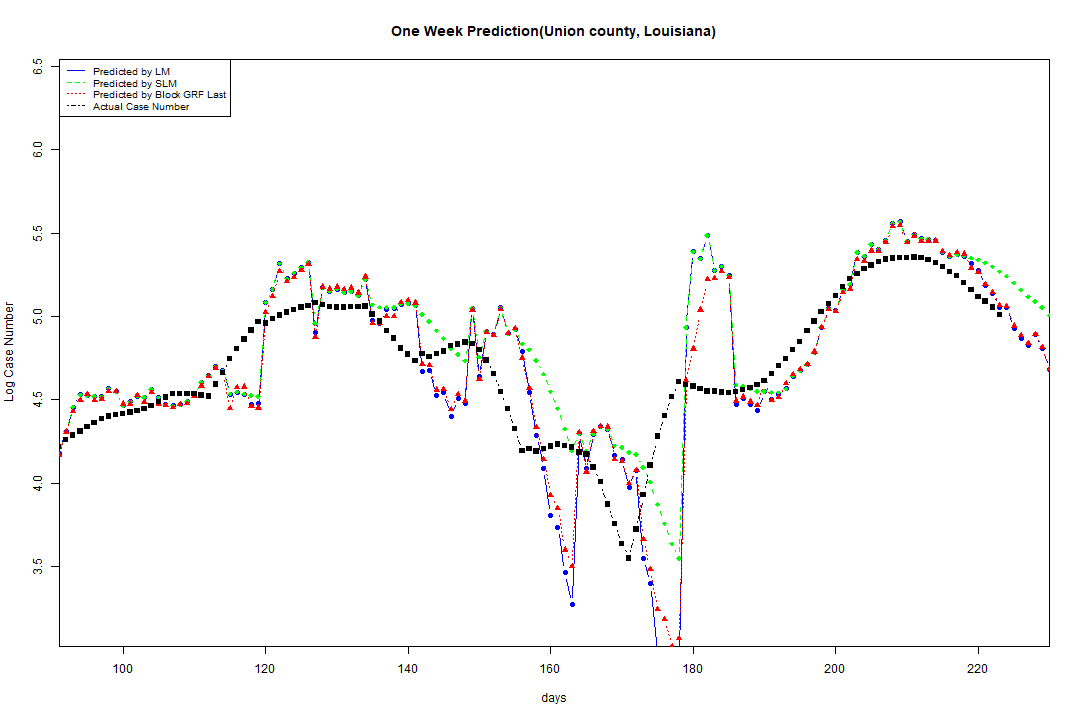 One Week Prediction(Union county, Louisiana)
Predicted by LM
Predicted by SLM
Predicted by Block GRF Last
Actual Case Number
6.5
6.0
5.5
5.0
4.5
4.0
3.5
Log Case Number
100 120 140 160 180 200 220
days